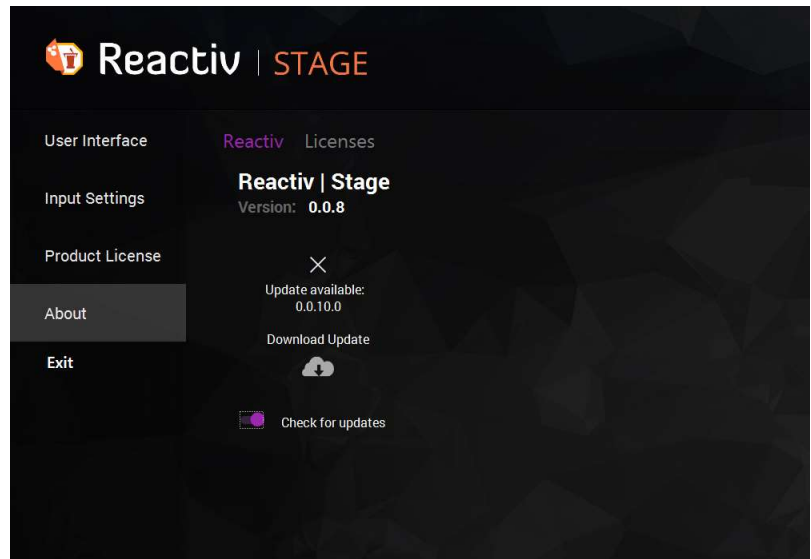 Reactiv | STAGE
User Interface
Input Settings
Product License
About
Exit
Reactiv Licenses
Reactiv | Stage
Version: 0.0.8
Update available:
0.0.10.0
Download Update
Check for updates